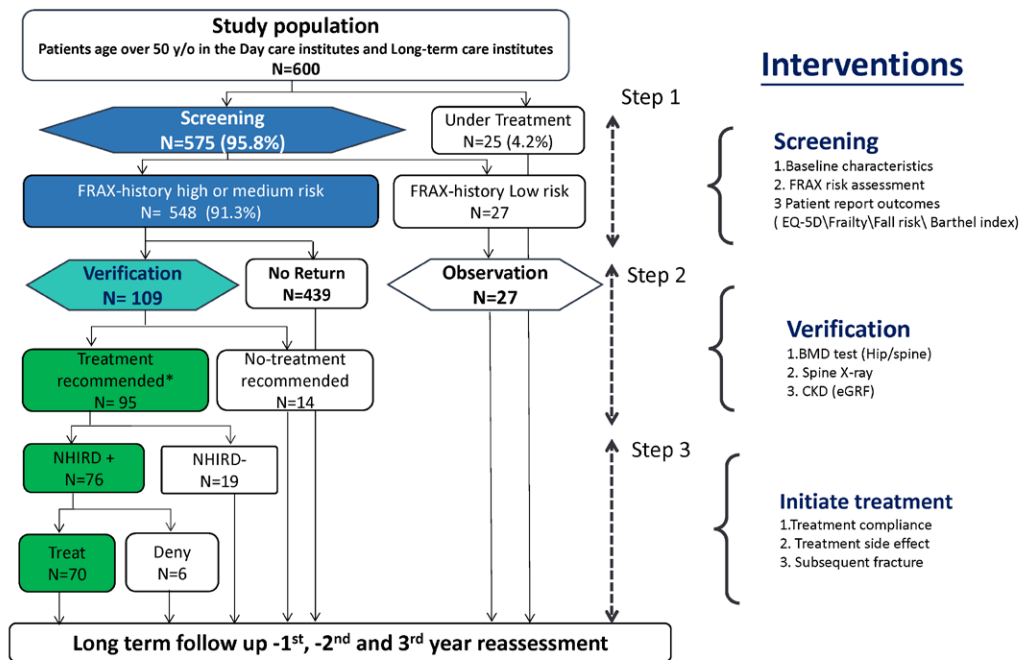 Study population
Patients age over 50 y/o in the Day care institutes and Long-term care institutes
N=600
Interventions
Step 1
Screening
N=575 (95.8%)
Under Treatment
N=25 (4.2%)
Screening
1.Baseline characteristics
2. FRAX risk assessment
3 Patient report outcomes
( EQ-5D\Frailty\Fall risk\ Barthel index)
FRAX-history high or medium risk
N= 548 (91.3%)
FRAX-history Low risk
N=27
Step 2
Verification
N= 109
No Return
N=439
Observation
N=27
Verification
1.BMD test (Hip/spine)
2. Spine X-ray
3. CKD (eGRF)
Treatment
recommended*
N= 95
No-treatment
recommended
N=14
Step 3
NHIRD +
N=76
NHIRD-
N=19
Initiate treatment
1.Treatment compliance
2. Treatment side effect
3. Subsequent fracture
Treat
N=70
Deny
N=6
Long term follow up -1st, -2nd and 3rd year reassessment